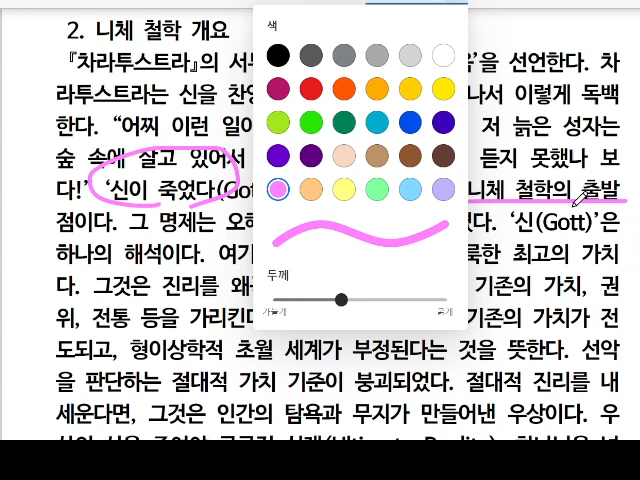 2. 니체 철학 개요
색
『차라투스트라』의 서 을 선언한다. 차
라투스트라는 신을 찬 나서 이렇게 독백
한다. “어찌 이런 일이 저 늙은 성자는
숲 속에 살고 있어서 듣지 못했나 보
다!’ ‘신이 죽었다(Got 니체 철학의 출발
점이다. 그 명제는 오해 다. ‘신(Gott)’은
하나의 해석이다. 여기 최고의 가치
다. 그것은 진리를 기존의 가치, 권
두께
위, 전통 등을 가리킨다 기존의 가치가 전
가늘게 굵게
도되고, 형이상학적 초월 세계가 부정된다는 것을 뜻한다. 선악
을 판단하는 절대적 가치 기준이 붕괴되었다. 절대적 진리를 내
세운다면, 그것은 인간의 탐욕과 무지가 만들어낸 우상이다. 우